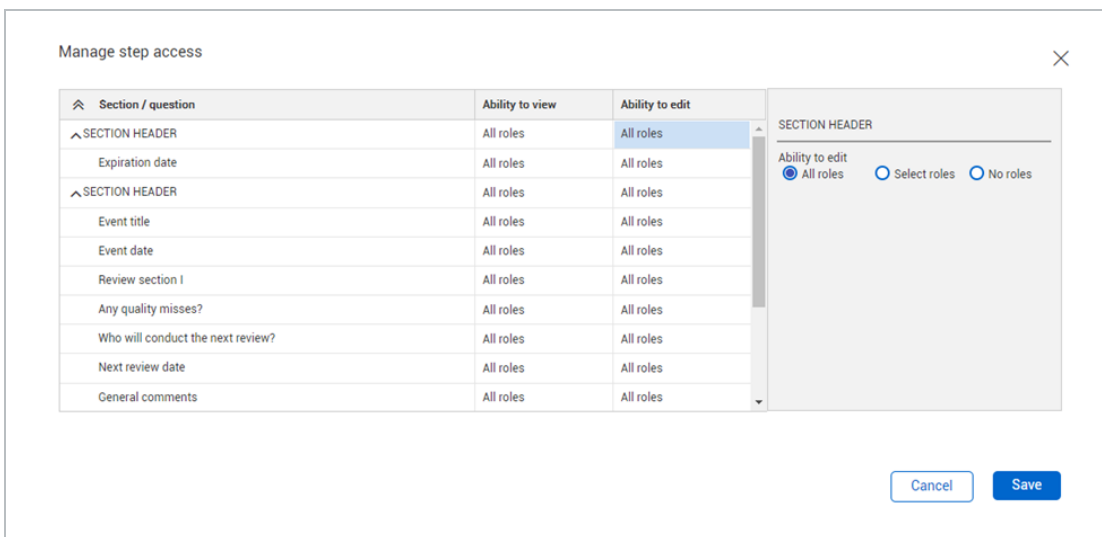 Manage step access
Section / question Ability to view Ability to edit
SECTION HEADER All roles All roles
Expiration date All roles All roles
SECTION HEADER All roles All roles
Event title All roles All roles
Event date All roles All roles
Review section I All roles All roles
Any quality misses? All roles All roles
Who will conduct the next review? All roles All roles
Next review date All roles All roles
General comments All roles All roles
SECTION HEADER
Ability to edit
All roles Select roles No roles
Cancel Save